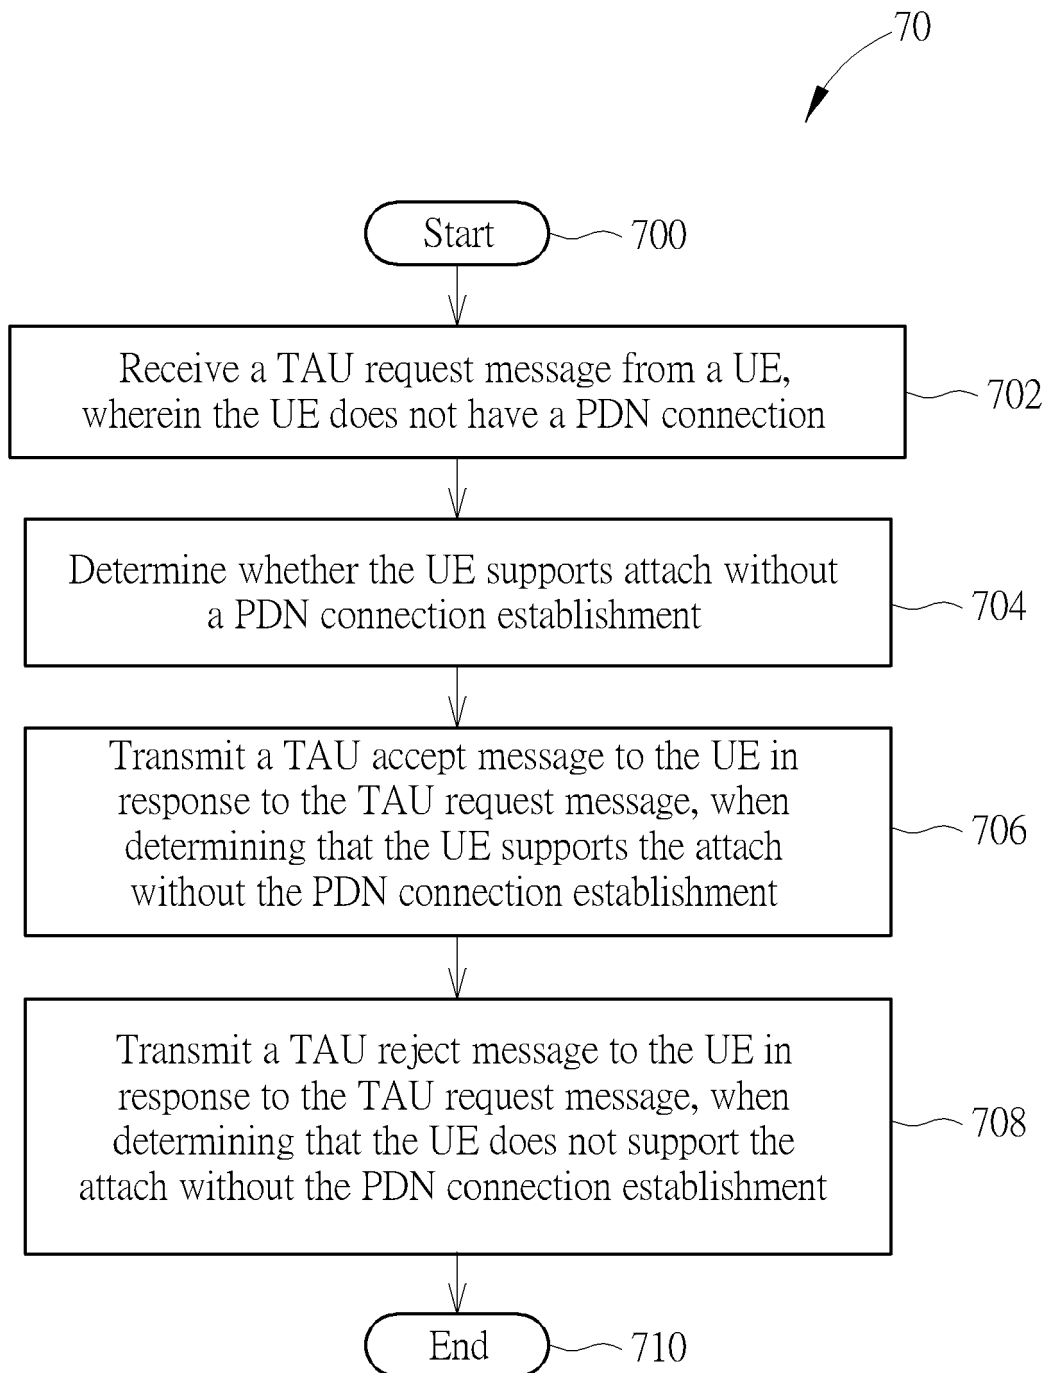 70
Start
700
Receive a TAU request message from a UE,
wherein the UE does not have a PDN connection
702
Determine whether the UE supports attach without
a PDN connection establishment
704
Transmit a TAU accept message to the UE in
response to the TAU request message, when
determining that the UE supports the attach
without the PDN connection establishment
706
Transmit a TAU reject message to the UE in
response to the TAU request message, when
determining that the UE does not support the
attach without the PDN connection establishment
708
End
710